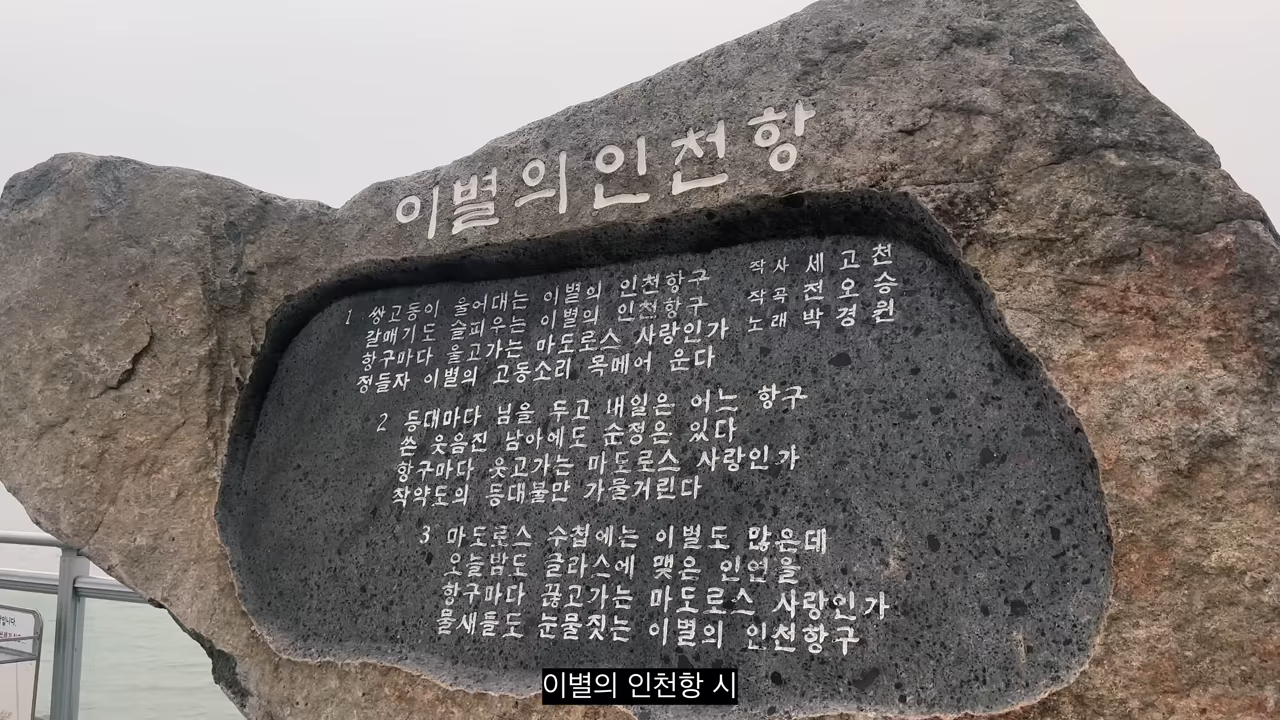 이별의인천항
1 쌍고동이 울어대는 이별의 인천항구
갈매기도 슬피우는 이별의 인천항구
항구마다 울고가는 마도로스 사랑인가
정들자 이별의 고동소리 목메어 운다
작사 세고천
작곡 전오승
노래 박경원
2 등대마다 님을 두고 내일은 어느 항구
쓴 웃음진 남아에도 순정은 있다
항구마다 웃고가는 마도로스 사랑인가
작약도의 등대불만 가물거린다
3 마도로스 수첩에는 이별도 많은데
오늘밤도 글라스에 맺은 인연을
항구마다 끊고가는 마도로스 사랑인가
물새들도 눈물짓는 이별의 인천항구
이별의 인천항 시